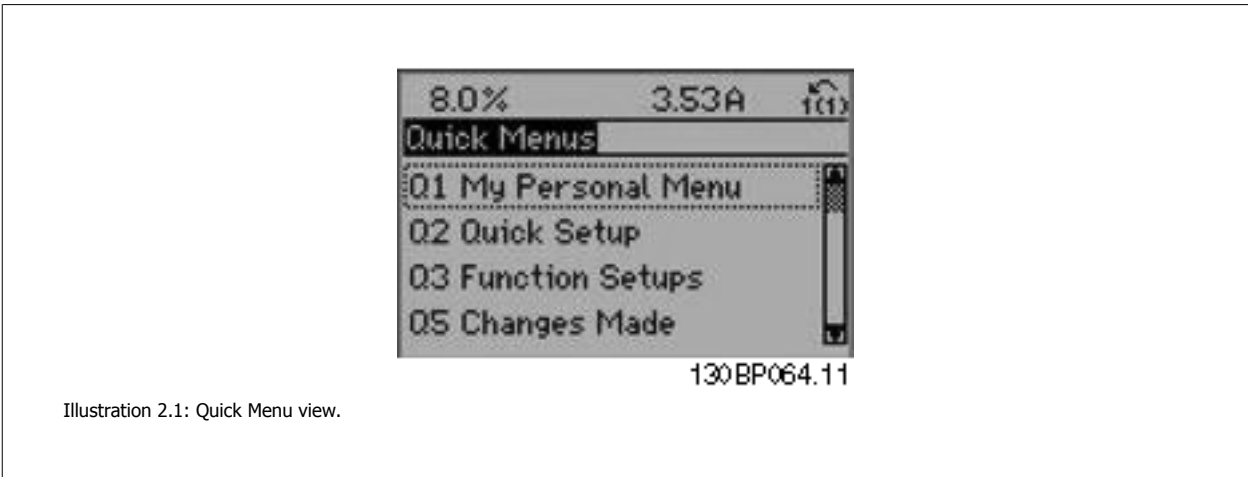 8.0% 3.53A 1(1)
Quick Menus
Q1 My Personal Menu
Q2 Quick Setup
Q3 Function Setups
Q5 Changes Made
130BP064.11
Illustration 2.1: Quick Menu view.